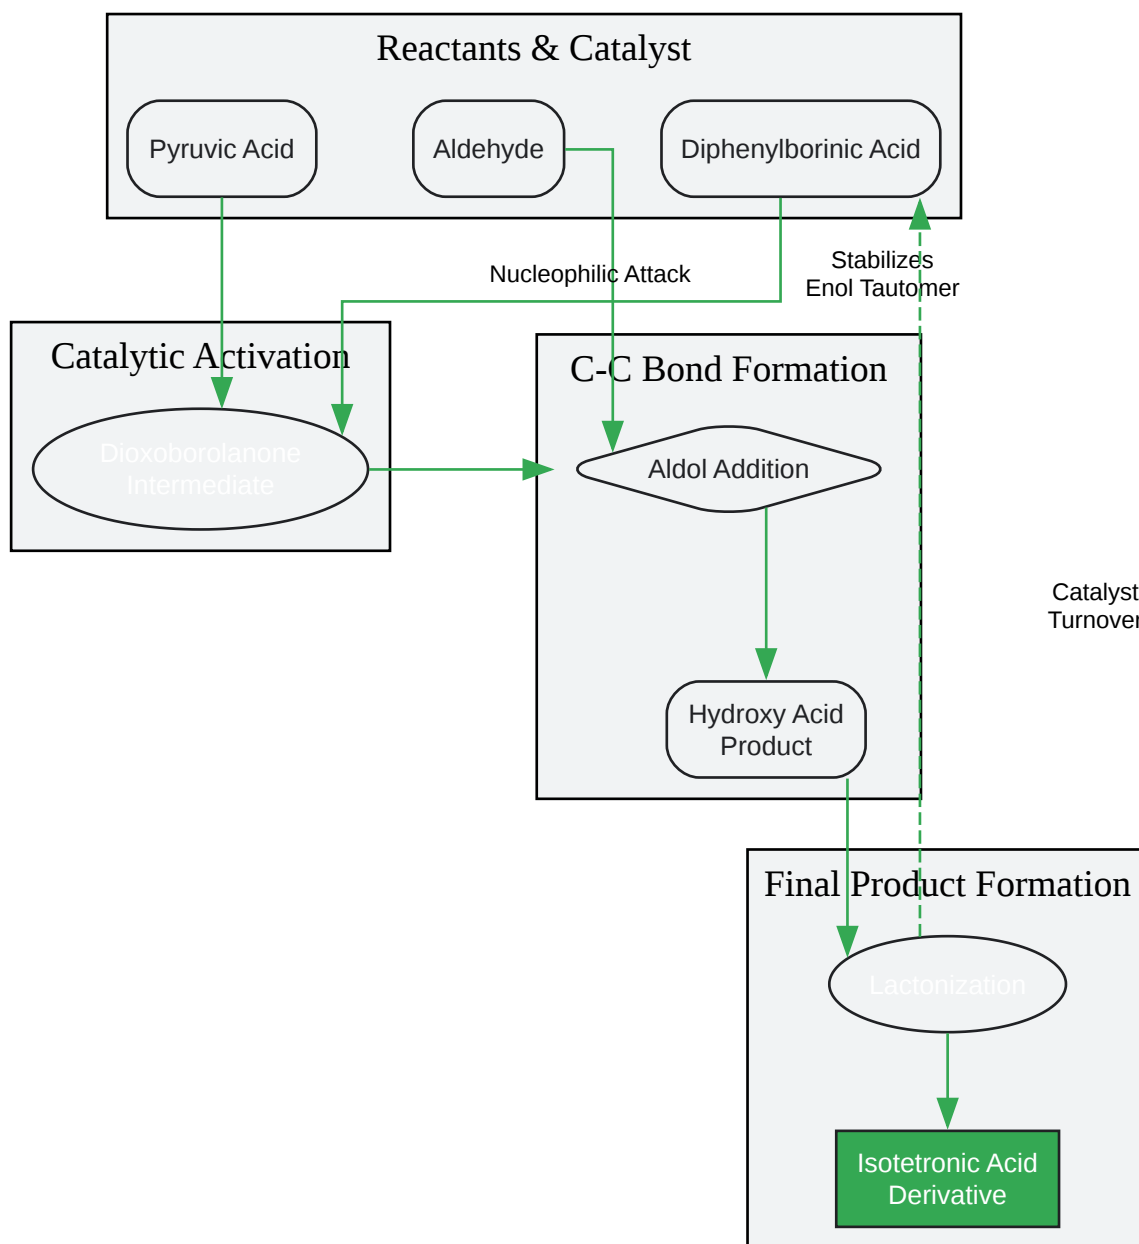 Reactants & Catalyst
Pyruvic Acid
Aldehyde
Diphenylborinic Acid
Nucleophilic Attack
Stabilizes
Enol Tautomer
Catalytic Activation
C-C Bond Formation
Dioxoborolanone
Intermediate
Aldol Addition
Catalyst
Turnover
Hydroxy Acid
Product
Final Product Formation
Lactonization
Isotetronic Acid
Derivative